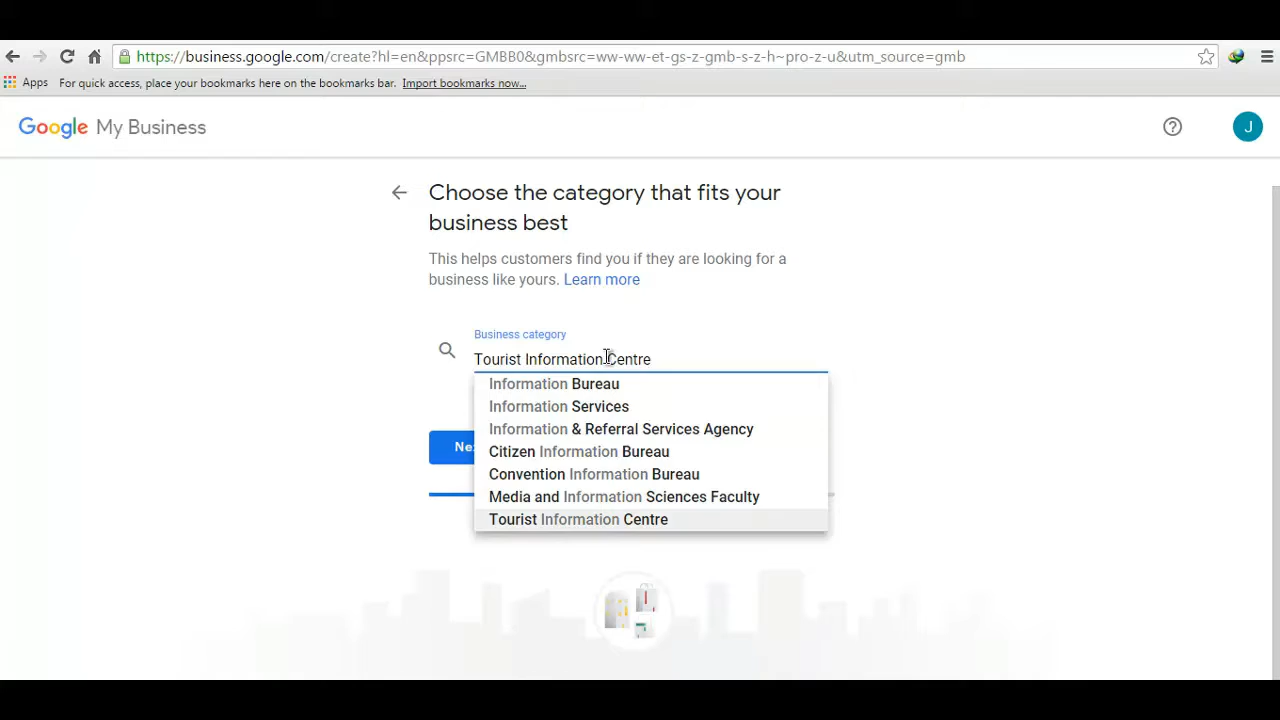 https://business.google.com/create?hl=en&ppsrc=GMBB0&gmbsrc=ww-ww-et-gs-z-gmb-s-z-h~pro-z-u&utm_source=gmb
Apps For quick access, place your bookmarks here on the bookmarks bar. Import bookmarks now...
Google My Business
J
Choose the category that fits your
business best
This helps customers find you if they are looking for a
business like yours. Learn more
Business category
Tourist Information Centre
Information Bureau
Information Services
Information & Referral Services Agency
Ne
Citizen Information Bureau
Convention Information Bureau
Media and Information Sciences Faculty
Tourist Information Centre